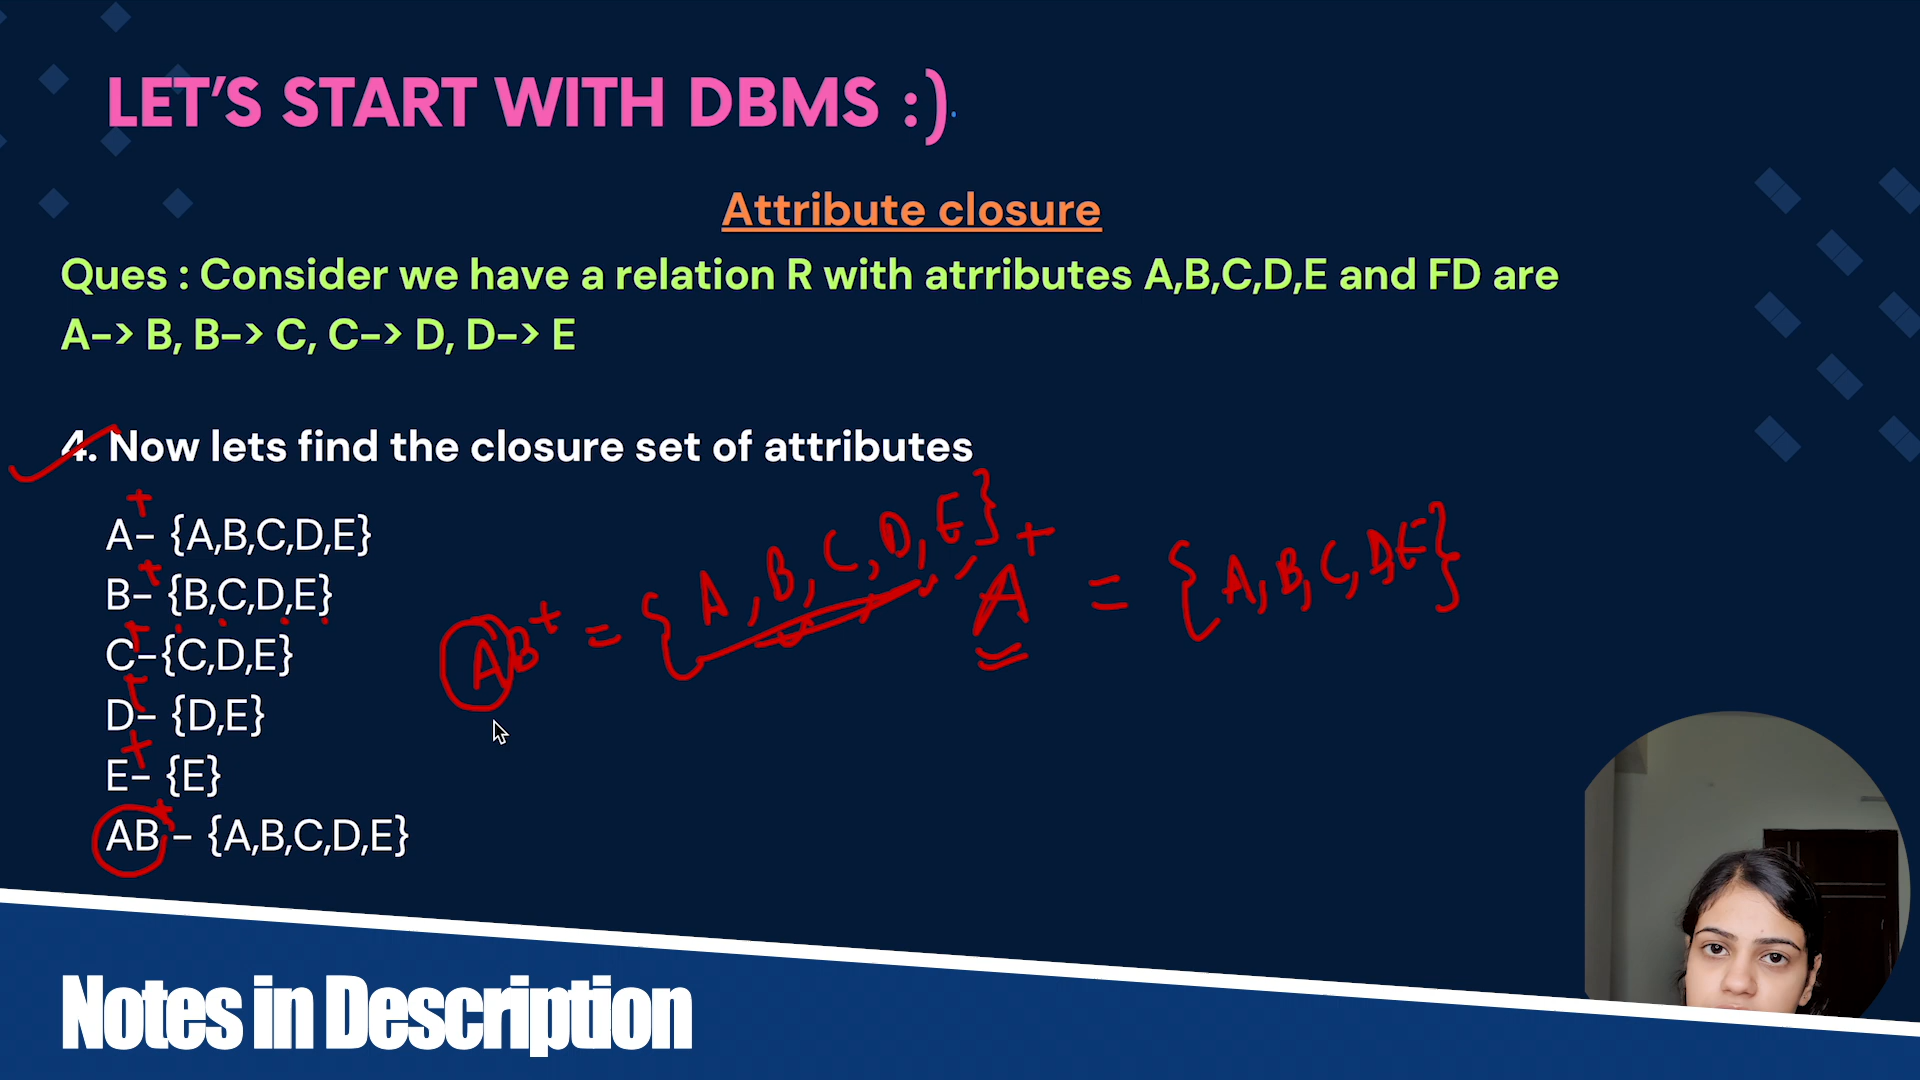 LET'S START WITH DBMS :)
Attribute closure
Ques : Consider we have a relation R with atrributes A,B,C,D,E and FD are
A-> B, B-> C, C-> D, D-> E
4. Now lets find the closure set of attributes
A+- {A,B,C,D,E}
B+- {B,C,D,E}
C+-{C,D,E}
D+- {D,E}
E+- {E}
AB+ - {A,B,C,D,E}
AB+ = {A,B,C,D,E}
A+ = {A,B,C,D,E}
Notes in Description